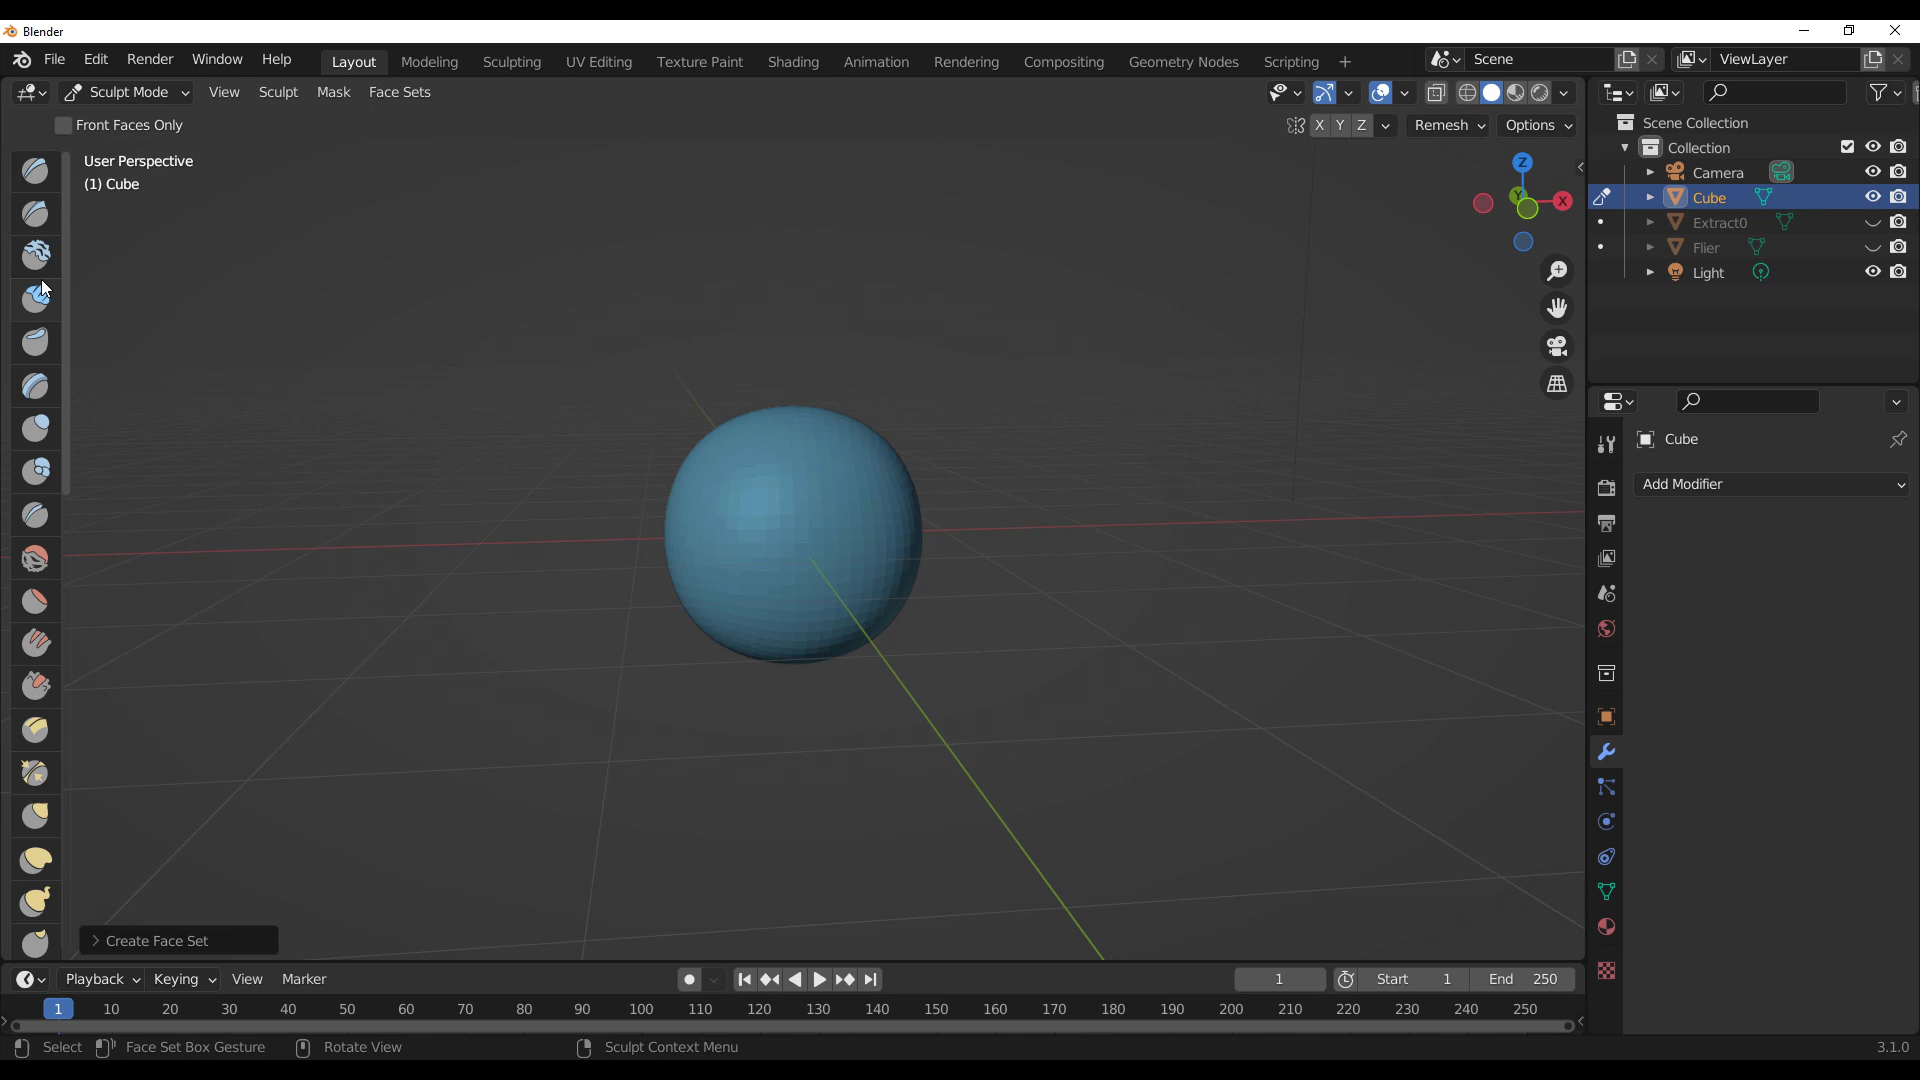 Blender
File Edit Render Window Help Layout Modeling Sculpting UV Editing Texture Paint Shading Animation Rendering Compositing Geometry Nodes Scripting + Scene ViewLayer
Sculpt Mode View Sculpt Mask Face Sets
Front Faces Only X Y Z Remesh Options
Scene Collection
Collection
Camera
Cube
Extract0
Flier
Light
User Perspective
(1) Cube
Z
Y
X
Cube
Add Modifier
Create Face Set
Playback Keying View Marker 1 Start 1 End 250
1 10 20 30 40 50 60 70 80 90 100 110 120 130 140 150 160 170 180 190 200 210 220 230 240 250
Select Face Set Box Gesture Rotate View Sculpt Context Menu 3.1.0